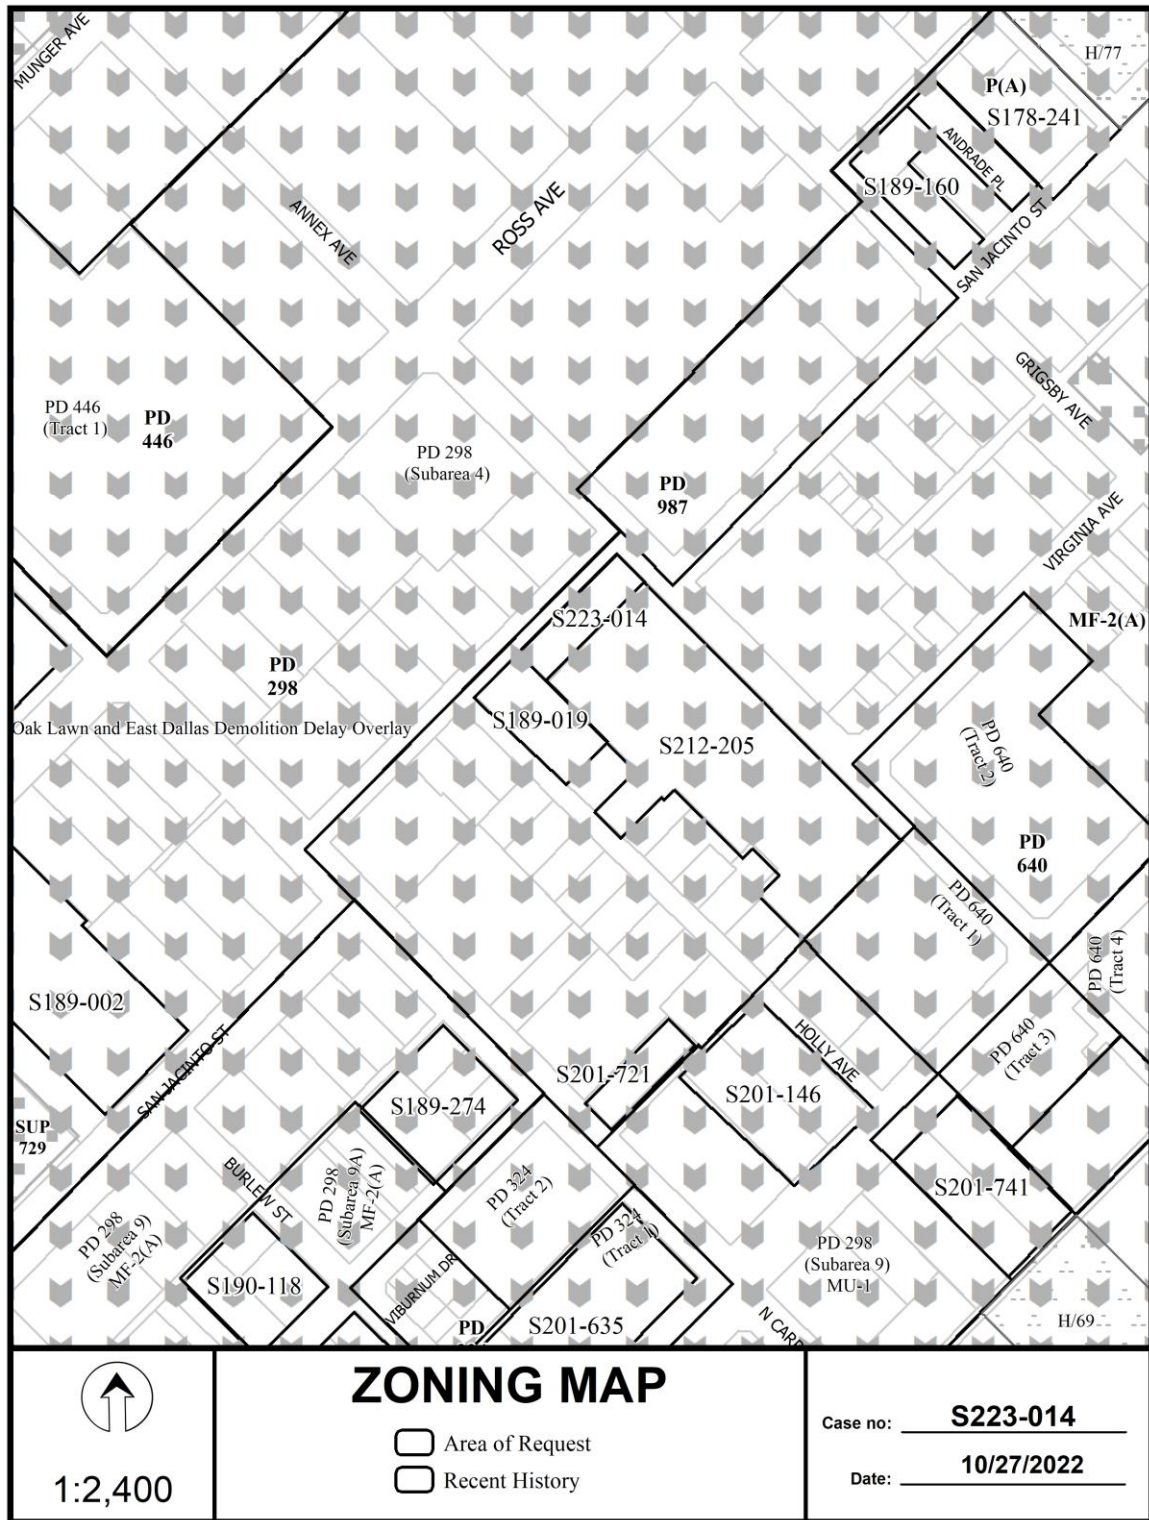 MUNGER AVE
H/77
P(A)
S178-241
ANDRADE PL
S189-160
ANNEX AVE
ROSS AVE
SAN JACINTO ST
GRIGSBY AVE
PD 446
(Tract 1)
PD
446
PD 298
(Subarea 4)
PD
987
VIRGINIA AVE
S223-014
MF-2(A)
PD
298
Oak Lawn and East Dallas Demolition Delay Overlay
S189-019
S212-205
PD 640
(Tract 2)
PD
640
PD 640
(Tract 1)
PD 640
(Tract 4)
S189-002
SAN JACINTO ST
HOLLY AVE
PD 640
(Tract 3)
S201-721
S201-146
S189-274
SUP
729
BURLEW ST
PD 298
(Subarea 9A)
MF-2(A)
PD 324
(Tract 2)
S201-741
PD 298
(Subarea 9)
MF-2(A)
PD 324
(Tract 1)
PD 298
(Subarea 9)
MU-1
S190-118
VIBURNUM DR
PD
S201-635
N CARR
H/69
ZONING MAP
Area of Request
Recent History
1:2,400
Case no: S223-014
Date: 10/27/2022